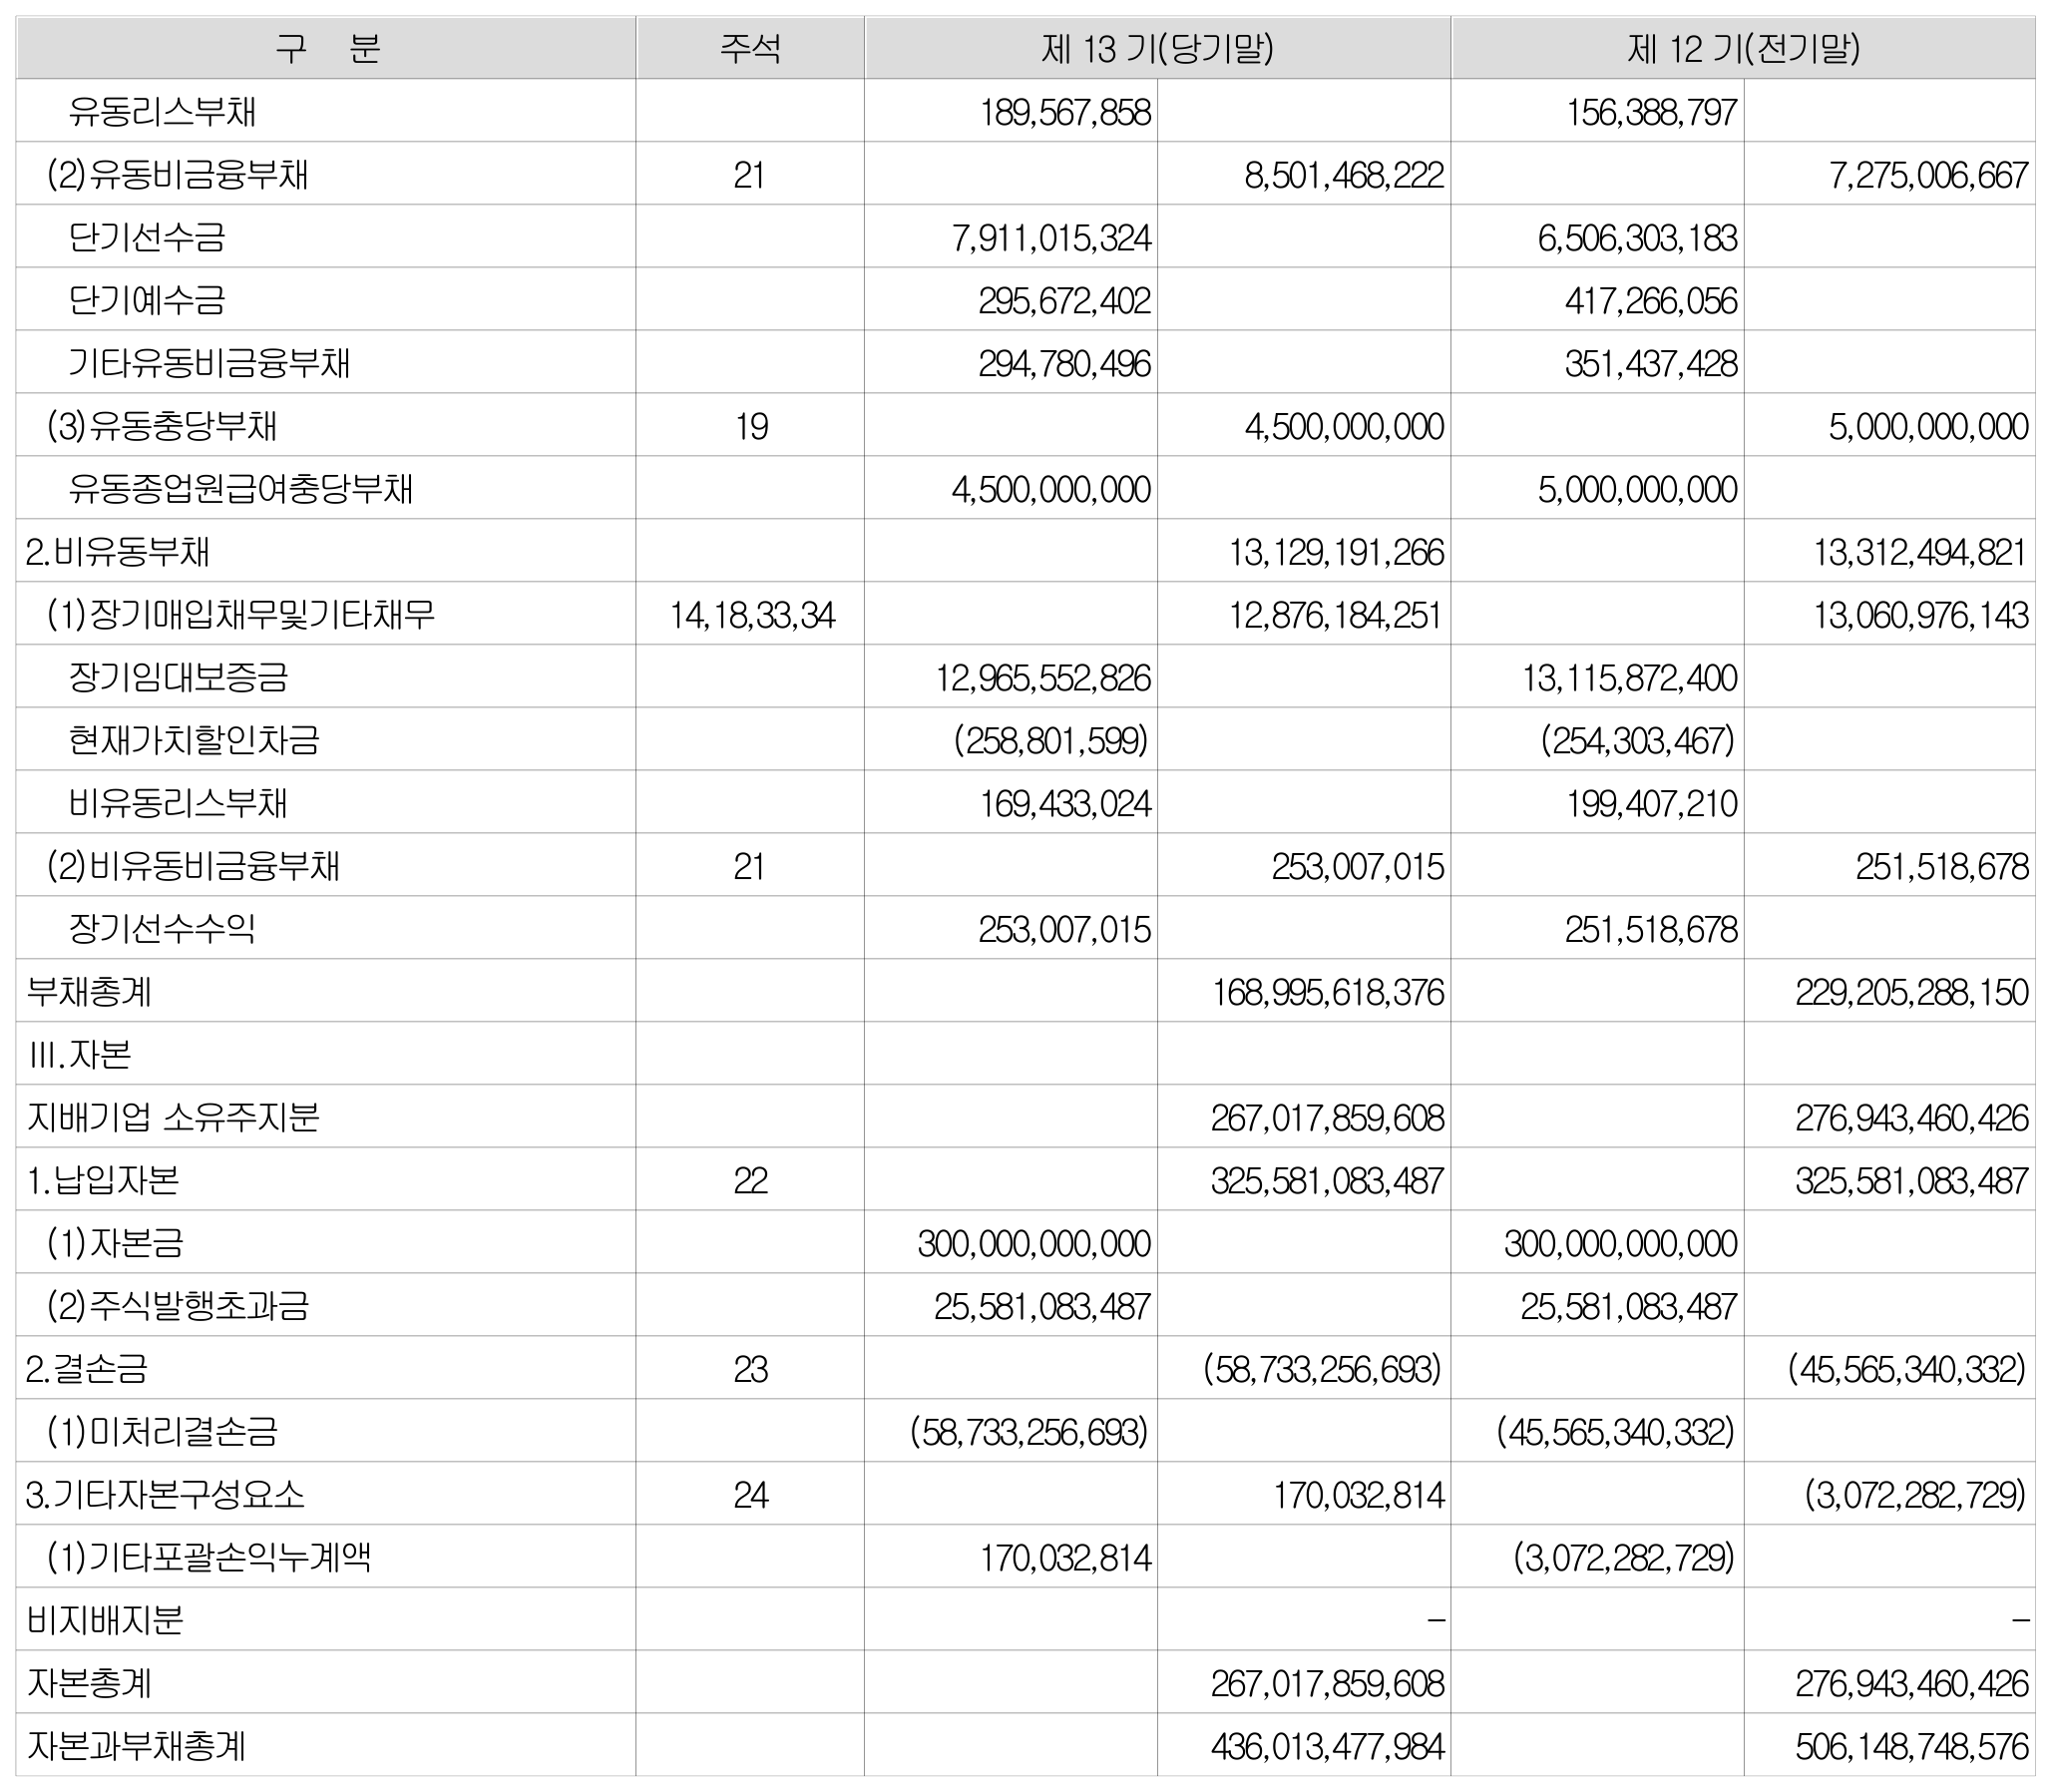 구 분 주석 제 13 기(당기말) 제 12 기(전기말)
유동리스부채 189,567,858 156,388,797
(2)유동비금융부채 21 8,501,468,222 7,275,006,667
단기선수금 7,911,015,324 6,506,303,183
단기예수금 295,672,402 417,266,056
기타유동비금융부채 294,780,496 351,437,428
(3)유동충당부채 19 4,500,000,000 5,000,000,000
유동종업원급여충당부채 4,500,000,000 5,000,000,000
2.비유동부채 13,129,191,266 13,312,494,821
(1)장기매입채무및기타채무 14,18,33,34 12,876,184,251 13,060,976,143
장기임대보증금 12,965,552,826 13,115,872,400
현재가치할인차금 (258,801,599) (254,303,467)
비유동리스부채 169,433,024 199,407,210
(2)비유동비금융부채 21 253,007,015 251,518,678
장기선수수익 253,007,015 251,518,678
부채총계 168,995,618,376 229,205,288,150
Ⅲ.자본
지배기업 소유주지분 267,017,859,608 276,943,460,426
1.납입자본 22 325,581,083,487 325,581,083,487
(1)자본금 300,000,000,000 300,000,000,000
(2)주식발행초과금 25,581,083,487 25,581,083,487
2.결손금 23 (58,733,256,693) (45,565,340,332)
(1)미처리결손금 (58,733,256,693) (45,565,340,332)
3.기타자본구성요소 24 170,032,814 (3,072,282,729)
(1)기타포괄손익누계액 170,032,814 (3,072,282,729)
비지배지분 - -
자본총계 267,017,859,608 276,943,460,426
자본과부채총계 436,013,477,984 506,148,748,576